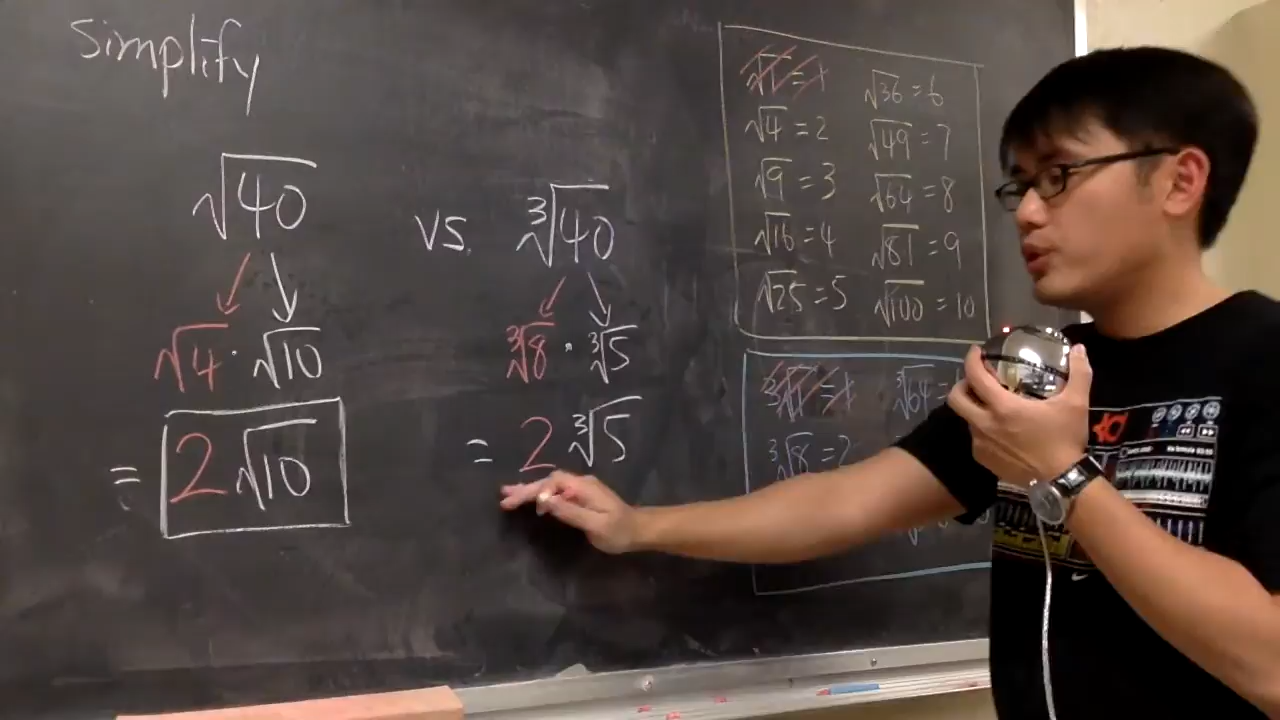 Simplify
√40 vs. ∛40
√4 · √10
∛8 · ∛5
= 2√10
= 2∛5
√1 = 1
√4 = 2
√9 = 3
√16 = 4
√25 = 5
√36 = 6
√49 = 7
√64 = 8
√81 = 9
√100 = 10
∛1 = 1
∛8 = 2
∛64 =